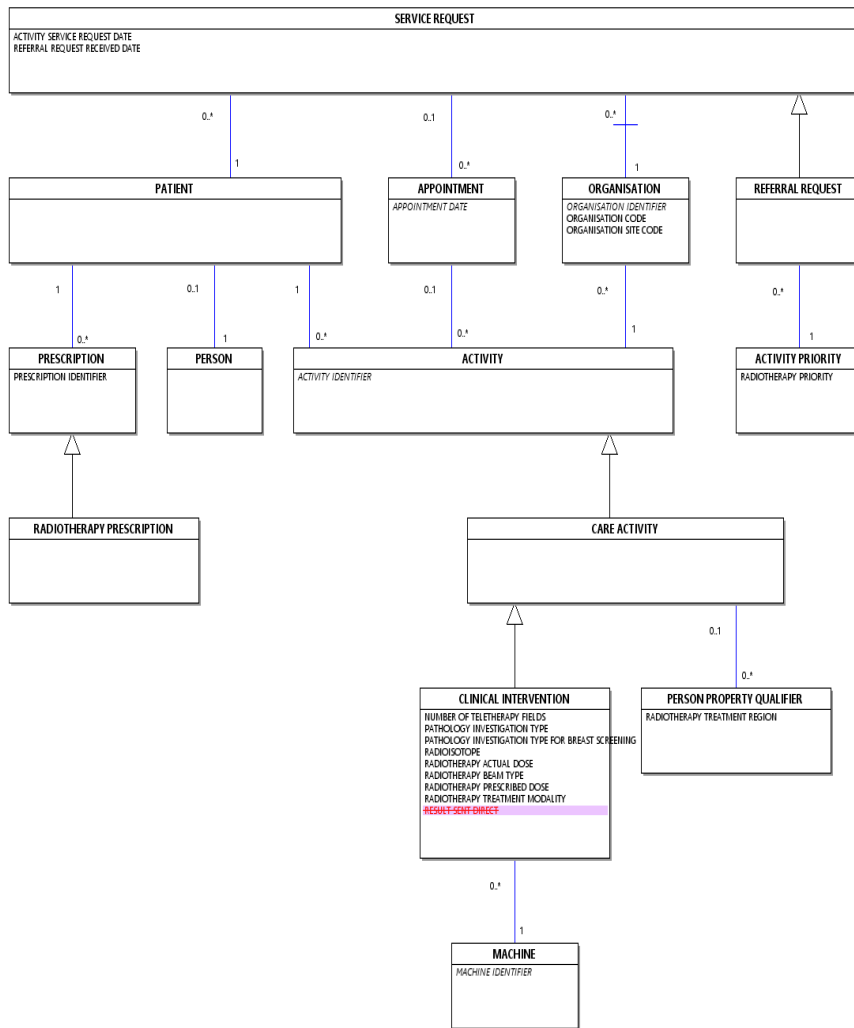 SERVICE REQUEST
ACTIVITY SERVICE REQUEST DATE
REFERRAL REQUEST RECEIVED DATE
0..*
0..1
0..*
1
0..*
1
PATIENT
APPOINTMENT
APPOINTMENT DATE
ORGANISATION
ORGANISATION IDENTIFIER
ORGANISATION CODE
ORGANISATION SITE CODE
REFERRAL REQUEST
1
0..1
1
0..1
0..*
0..*
0..*
1
0..*
0..*
1
1
PRESCRIPTION
PRESCRIPTION IDENTIFIER
PERSON
ACTIVITY
ACTIVITY IDENTIFIER
ACTIVITY PRIORITY
RADIOTHERAPY PRIORITY
RADIOTHERAPY PRESCRIPTION
CARE ACTIVITY
0..1
0..*
CLINICAL INTERVENTION
NUMBER OF TELETHERAPY FIELDS
PATHOLOGY INVESTIGATION TYPE
PATHOLOGY INVESTIGATION TYPE FOR BREAST SCREENING
RADIOISOTOPE
RADIOTHERAPY ACTUAL DOSE
RADIOTHERAPY BEAM TYPE
RADIOTHERAPY PRESCRIBED DOSE
RADIOTHERAPY TREATMENT MODALITY
RESULT SENT DIRECT
PERSON PROPERTY QUALIFIER
RADIOTHERAPY TREATMENT REGION
0..*
1
MACHINE
MACHINE IDENTIFIER